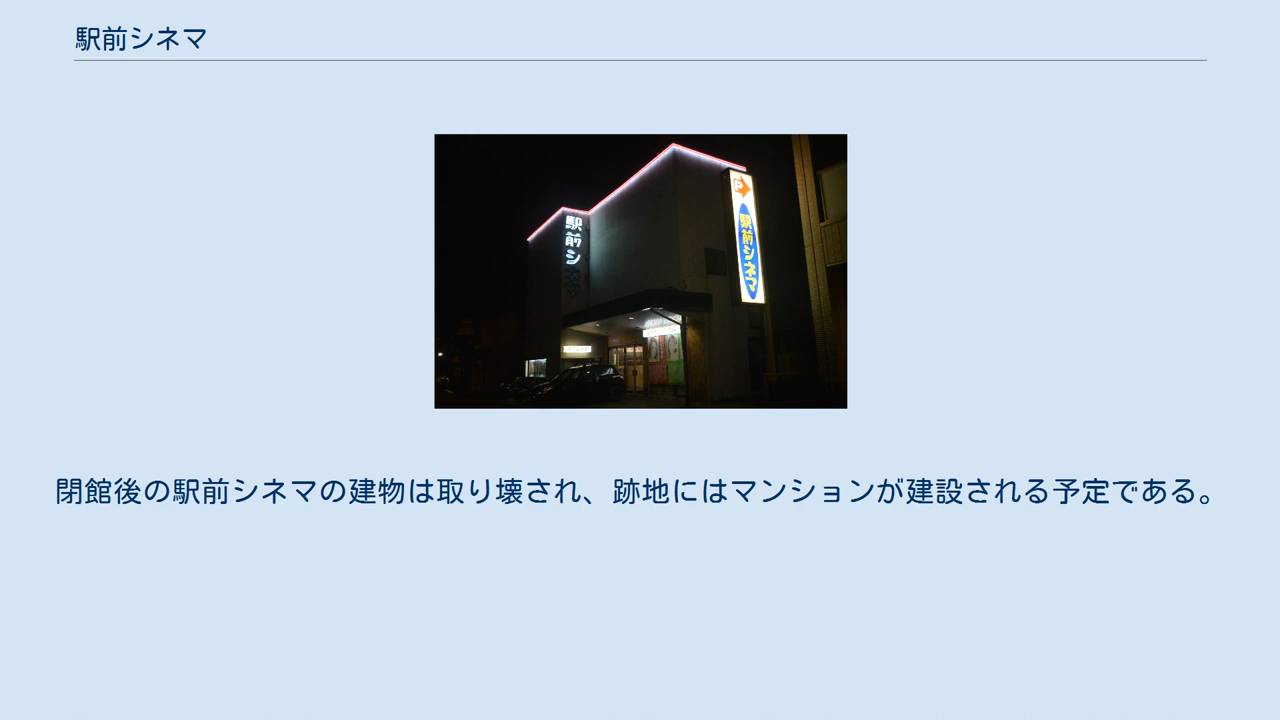 駅前シネマ
駅前シ
P
駅前シネマ
閉館後の駅前シネマの建物は取り壊され、跡地にはマンションが建設される予定である。